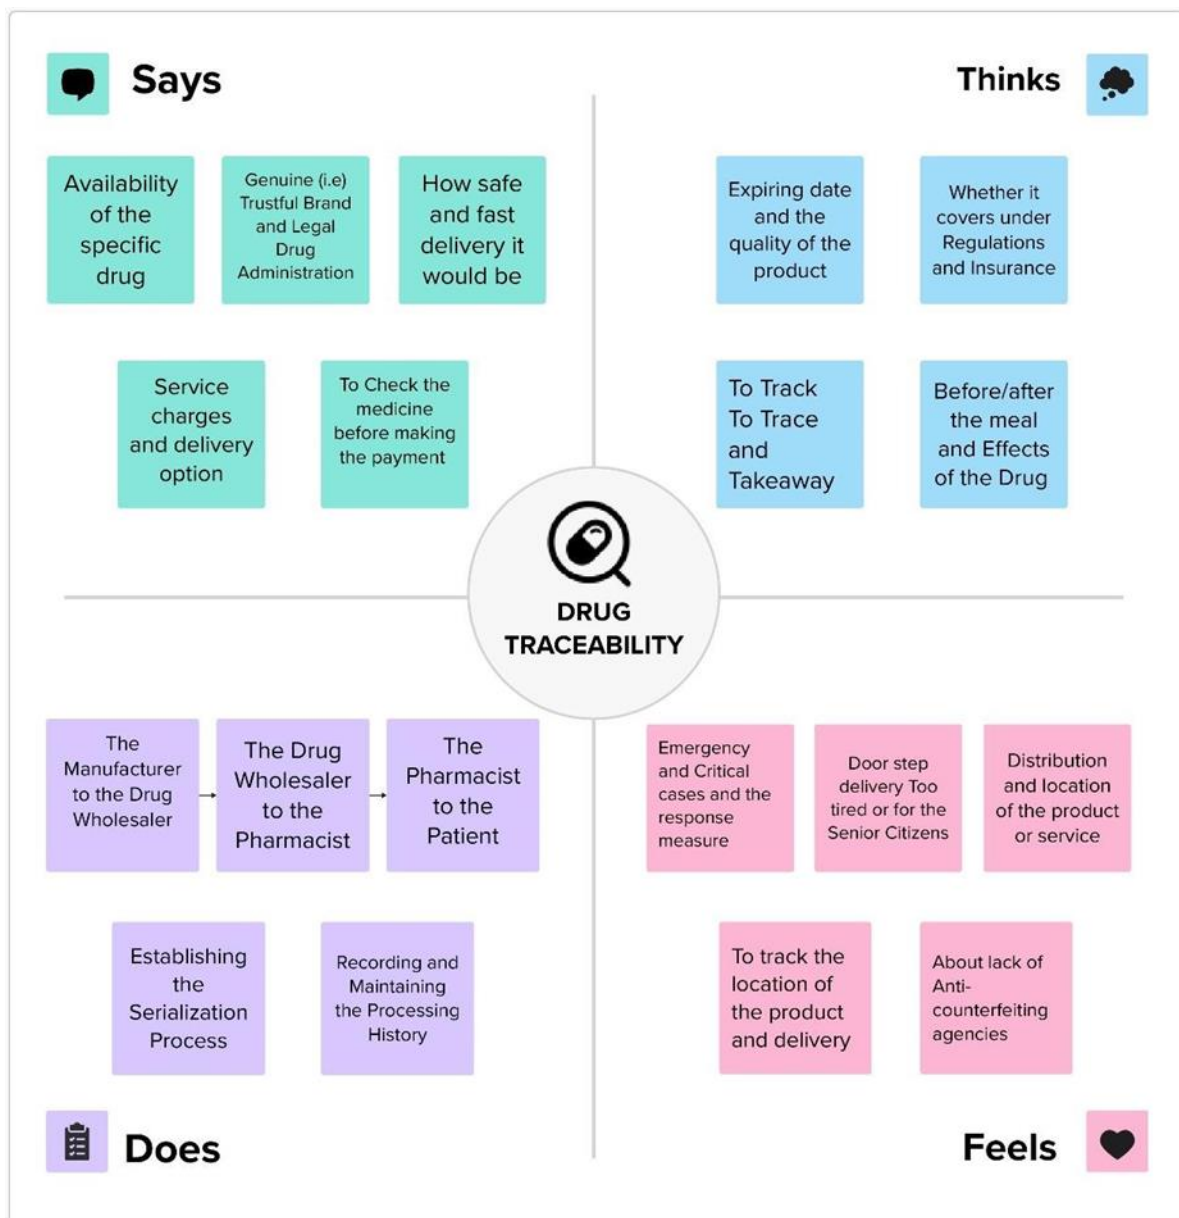 Says
Availability
of the
specific
drug
Genuine (i.e)
Trustful Brand
and Legal
Drug
Administration
How safe
and fast
delivery it
would be
Service
charges
and delivery
option
To Check the
medicine
before making
the payment
Thinks
Expiring date
and the
quality of the
product
Whether it
covers under
Regulations
and Insurance
To Track
To Trace
and
Takeaway
Before/after
the meal
and Effects
of the Drug
DRUG
TRACEABILITY
The
Manufacturer
to the Drug
Wholesaler
The Drug
Wholesaler
to the
Pharmacist
The
Pharmacist
to the
Patient
Establishing
the
Serialization
Process
Recording and
Maintaining
the Processing
History
Does
Emergency
and Critical
cases and the
response
measure
Door step
delivery Too
tired or for the
Senior Citizens
Distribution
and location
of the product
or service
To track the
location of
the product
and delivery
About lack of
Anti-
counterfeiting
agencies
Feels